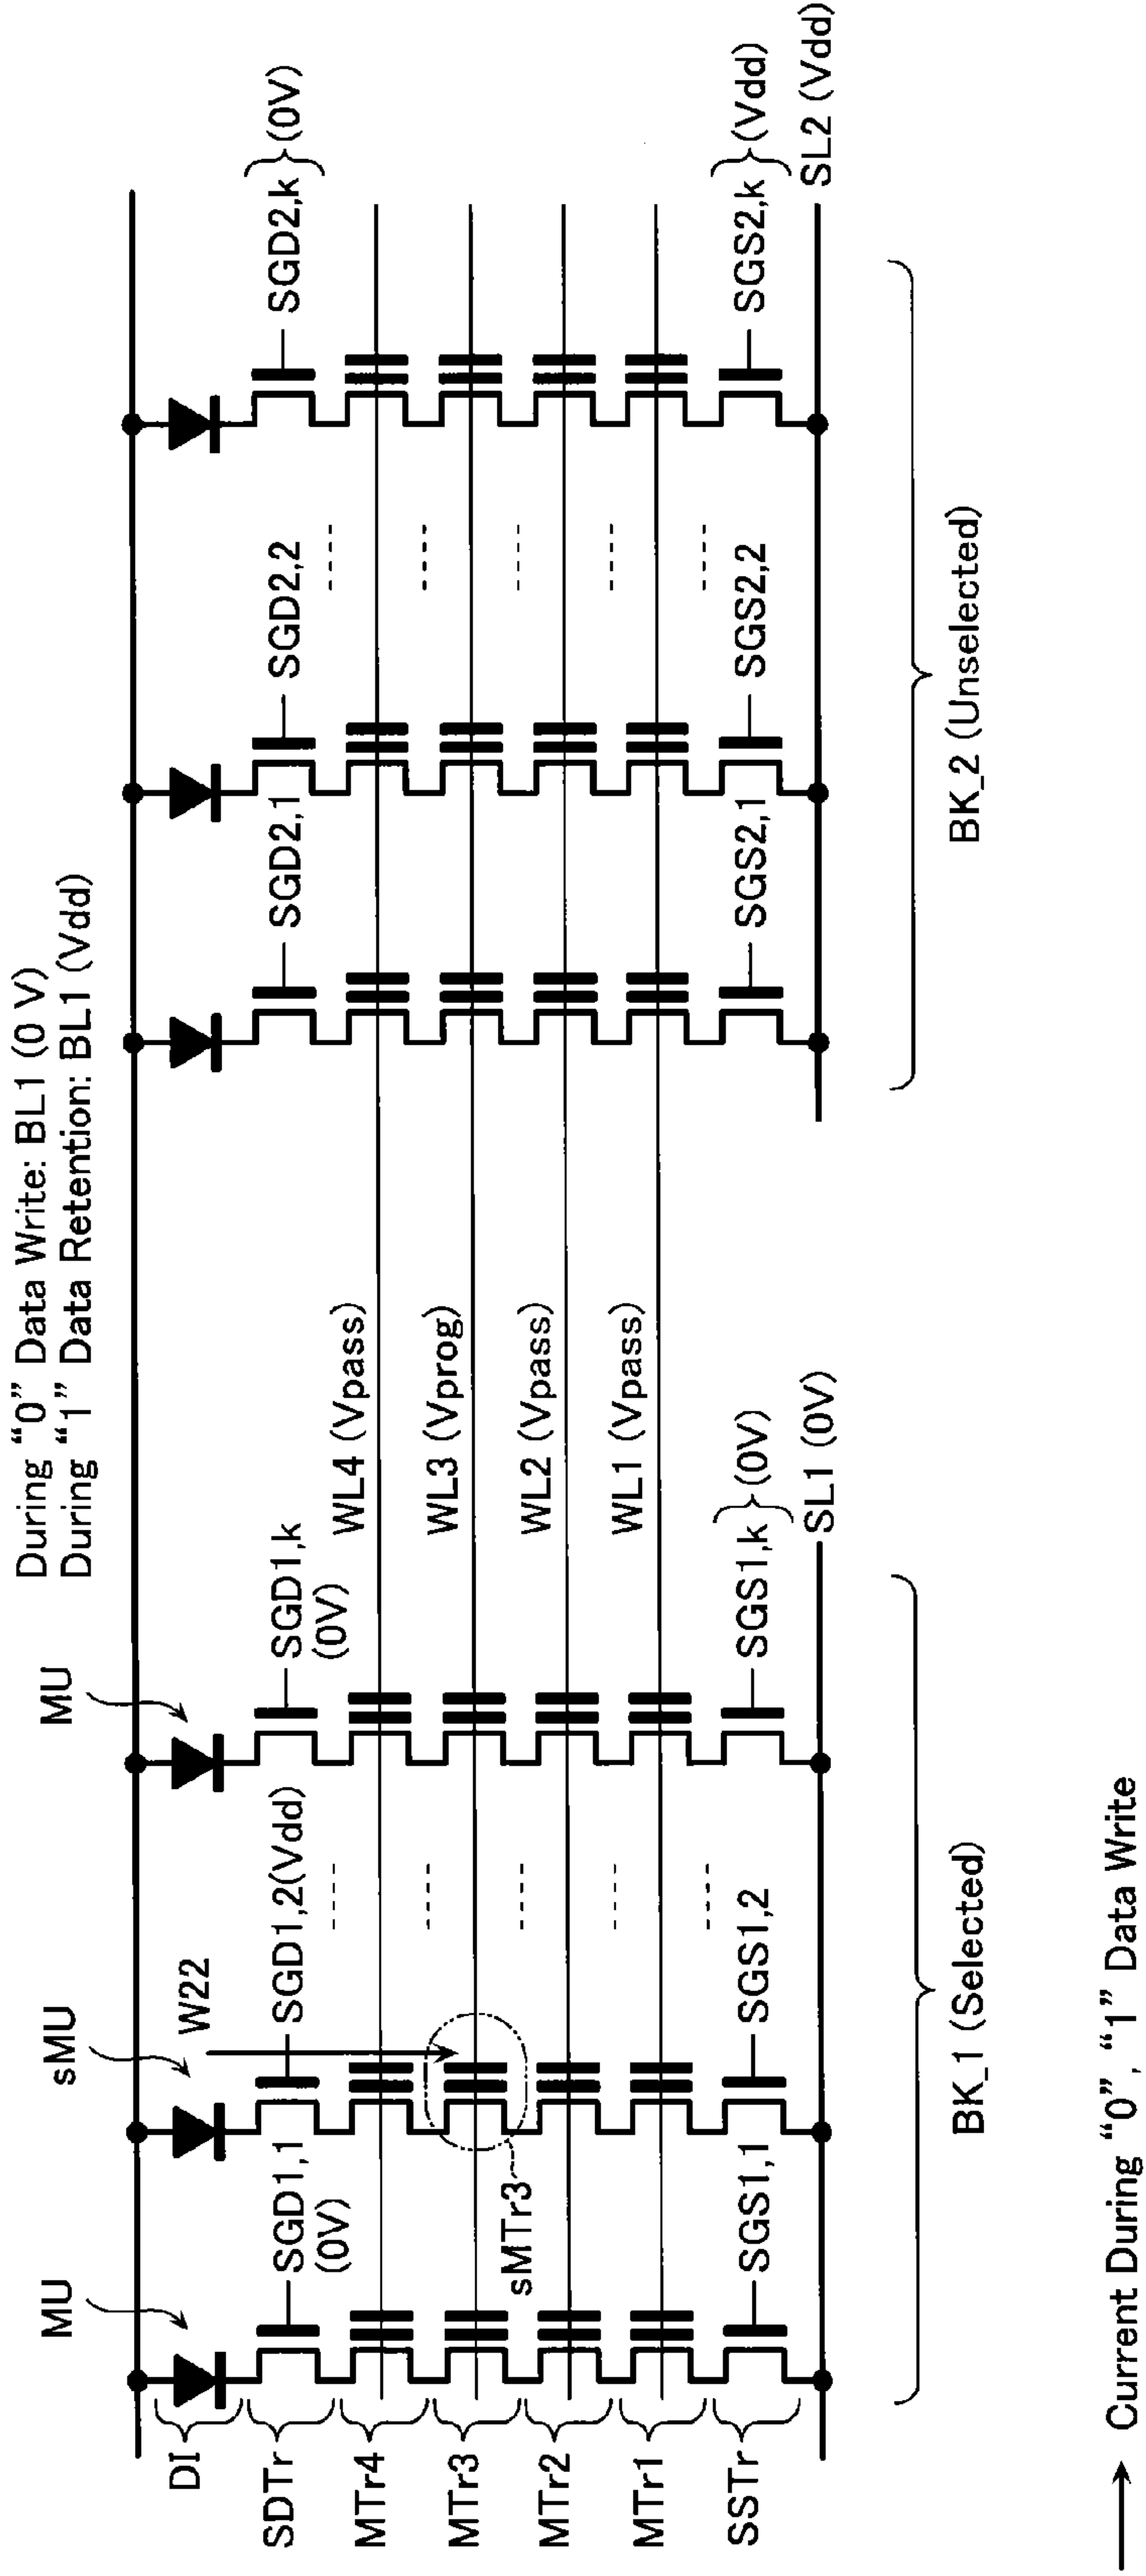 During “0” Data Write: BL1 (0 V)
During “1” Data Retention: BL1 (Vdd)
MU
sMU
MU
W22
DI
SDTr
MTr4
MTr3
MTr2
MTr1
SSTr
SGD1,1
(0V)
SGD1,2(Vdd)
SGD1,k
(0V)
SGD2,1
SGD2,2
SGD2,k
(0V)
WL4 (Vpass)
WL3 (Vprog)
WL2 (Vpass)
WL1 (Vpass)
sMTr3
SGS1,1
SGS1,2
SGS1,k
(0V)
SGS2,1
SGS2,2
SGS2,k
(Vdd)
SL1 (0V)
SL2 (Vdd)
BK_1 (Selected)
BK_2 (Unselected)
Current During “0”, “1” Data Write